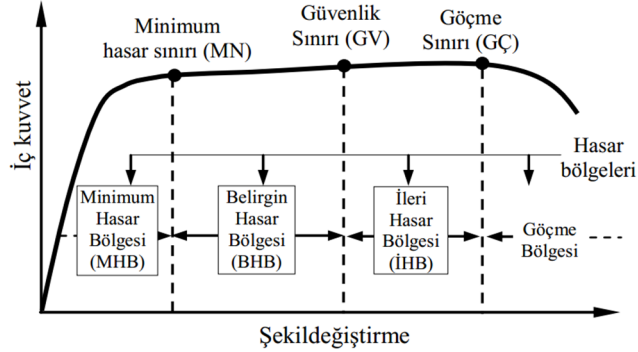 Minimum
hasar sınırı (MN)
Güvenlik
Sınırı (GV)
Göçme
Sınırı (GÇ)
İç kuvvet
Hasar
bölgeleri
Minimum
Hasar
Bölgesi
(MHB)
Belirgin
Hasar
Bölgesi
(BHB)
İleri
Hasar
Bölgesi
(İHB)
Göçme
Bölgesi
Şekildeğiştirme